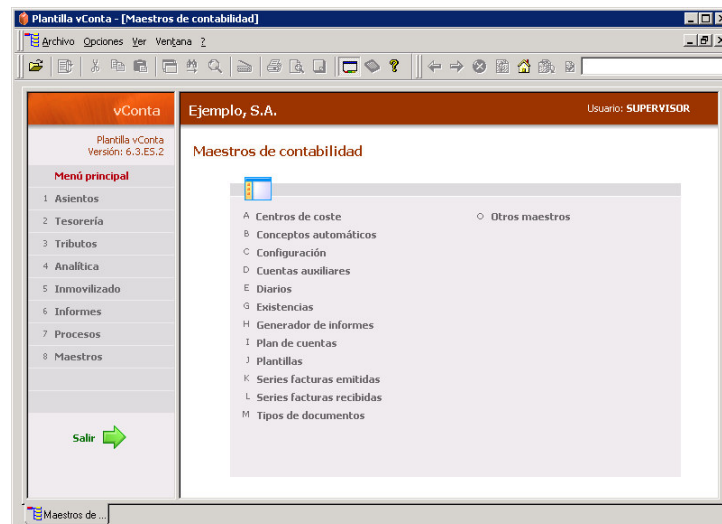 Plantilla vConta - [Maestros de contabilidad]
Archivo Opciones Ver Ventana ?
vConta
Ejemplo, S.A.
Usuario: SUPERVISOR
Plantilla vConta
Versión: 6.3.ES.2
Maestros de contabilidad
Menú principal
1 Asientos
2 Tesorería
3 Tributos
4 Analítica
5 Inmovilizado
6 Informes
7 Procesos
8 Maestros
Salir
A Centros de coste
B Conceptos automáticos
C Configuración
D Cuentas auxiliares
E Diarios
G Existencias
H Generador de informes
I Plan de cuentas
J Plantillas
K Series facturas emitidas
L Series facturas recibidas
M Tipos de documentos
O Otros maestros
Maestros de ...